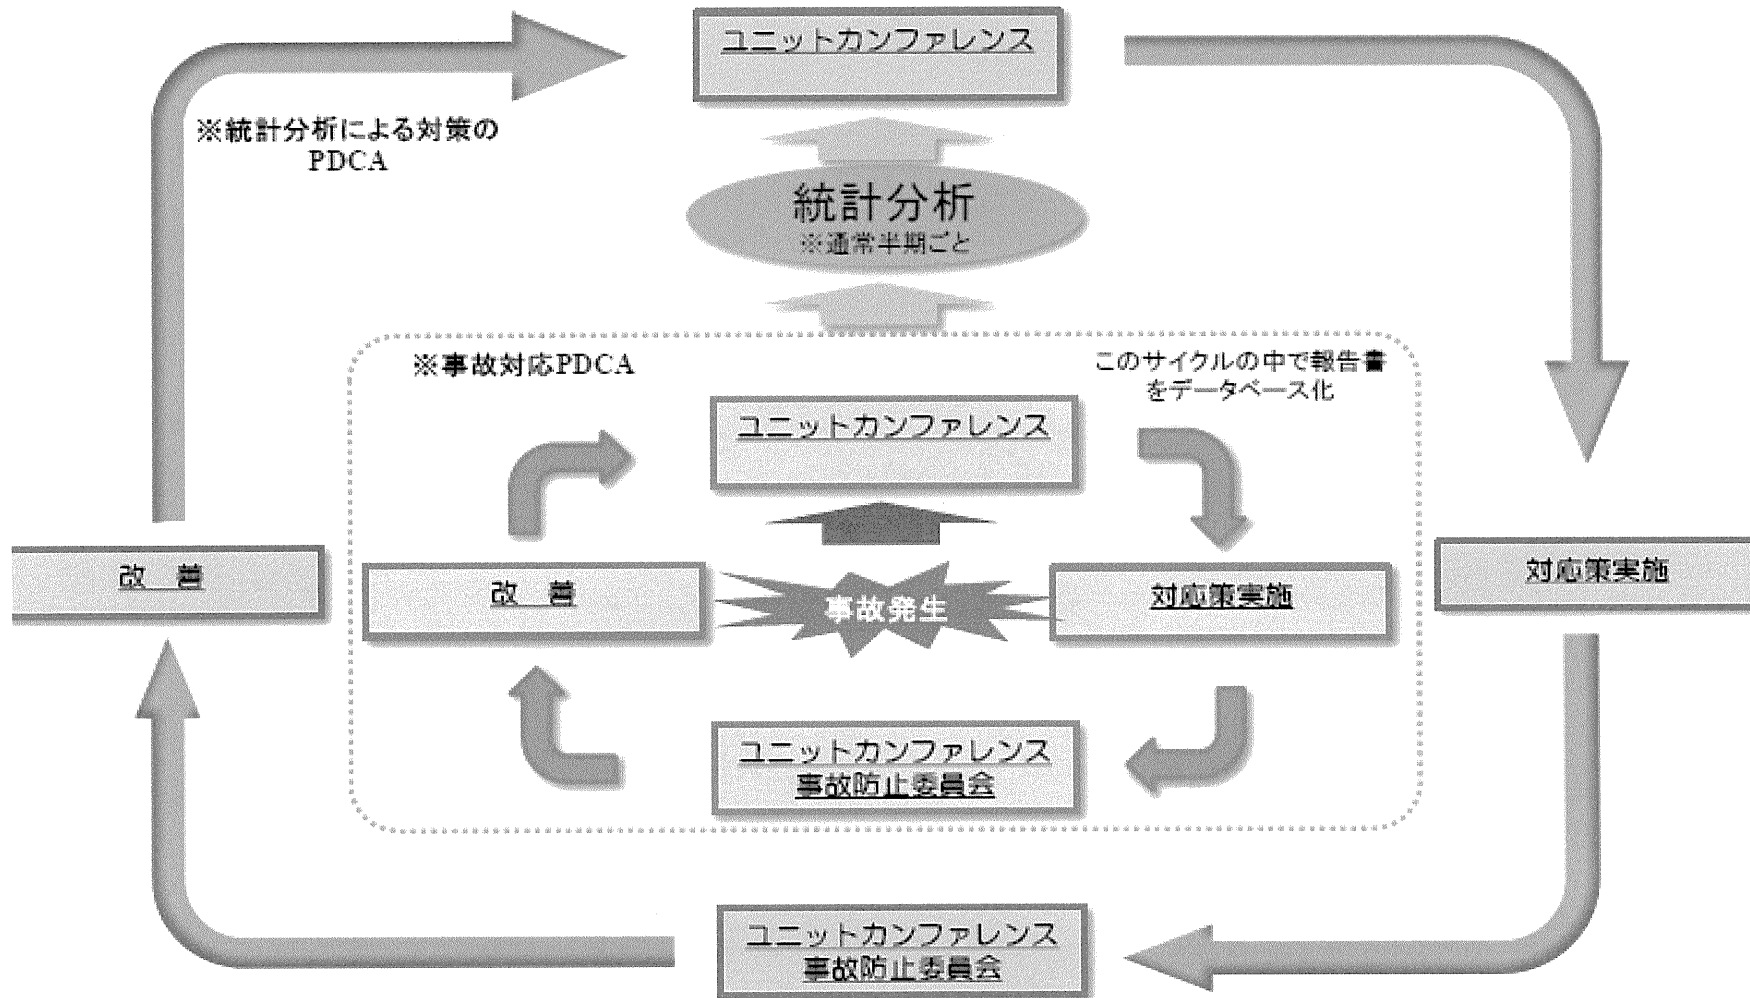 ユニットカンファレンス
※統計分析による対策の
PDCA
統計分析
※通常半期ごと
※事故対応PDCA
このサイクルの中で報告書
をデータベース化
ユニットカンファレンス
改　善
改　善
事故発生
対応策実施
対応策実施
ユニットカンファレンス
事故防止委員会
ユニットカンファレンス
事故防止委員会